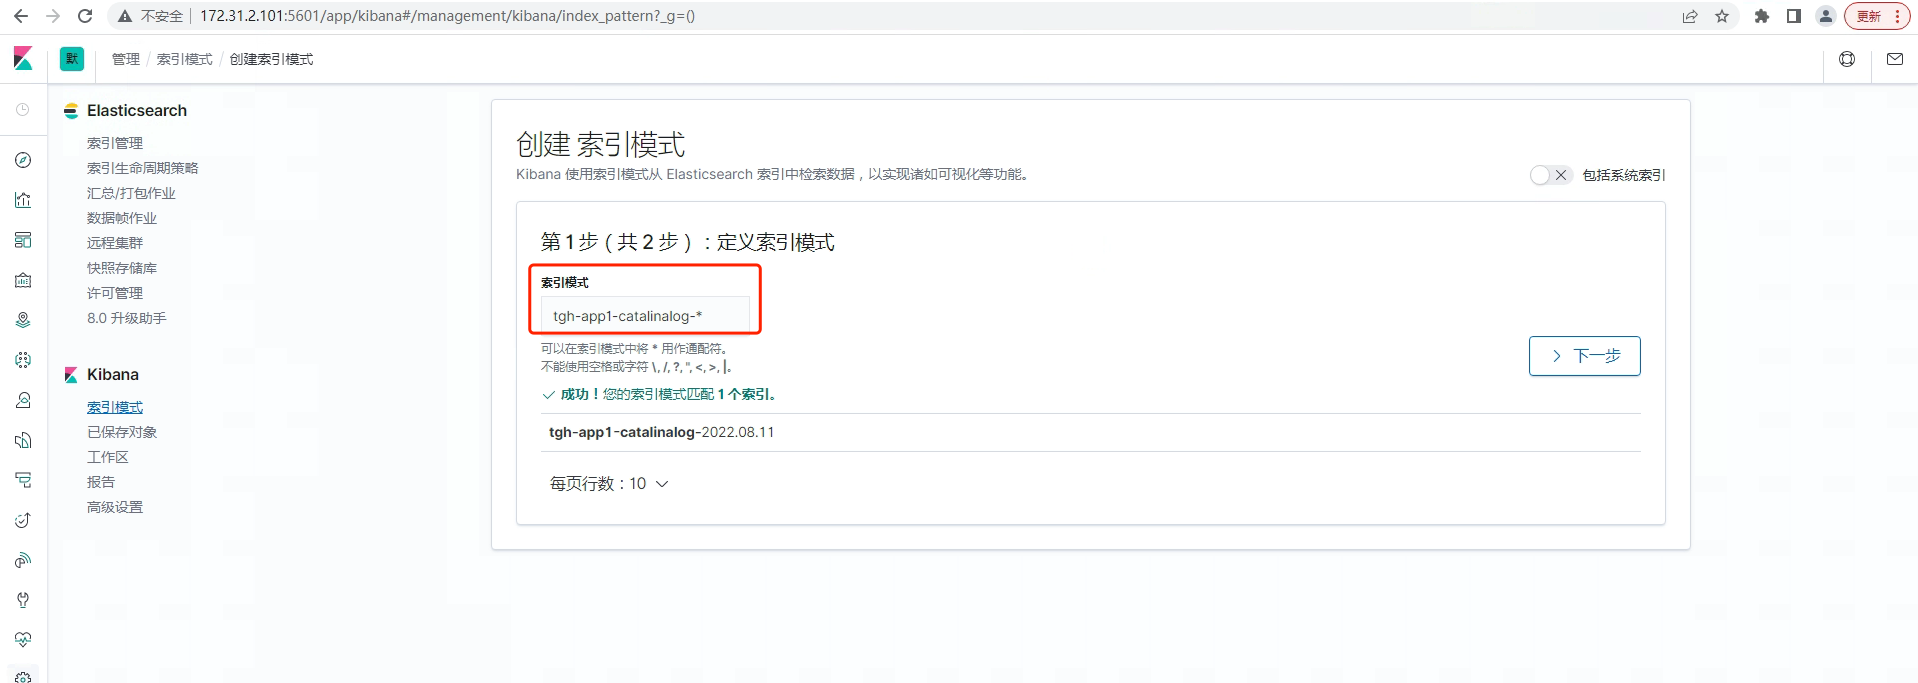 不安全 172.31.2.101:5601/app/kibana#/management/kibana/index_pattern?_g=() 更新
默 管理 / 索引模式 / 创建索引模式
Elasticsearch
索引管理
索引生命周期策略
汇总/打包作业
数据帧作业
远程集群
快照存储库
许可管理
8.0 升级助手
Kibana
索引模式
已保存对象
工作区
报告
高级设置
创建 索引模式
Kibana 使用索引模式从 Elasticsearch 索引中检索数据，以实现诸如可视化等功能。
包括系统索引
第 1 步（共 2 步）：定义索引模式
索引模式
tgh-app1-catalinalog-*
可以在索引模式中将 * 用作通配符。
不能使用空格或字符 \, /, ?, ", <, >, |。
下一步
成功！您的索引模式匹配 1 个索引。
tgh-app1-catalinalog-2022.08.11
每页行数：10